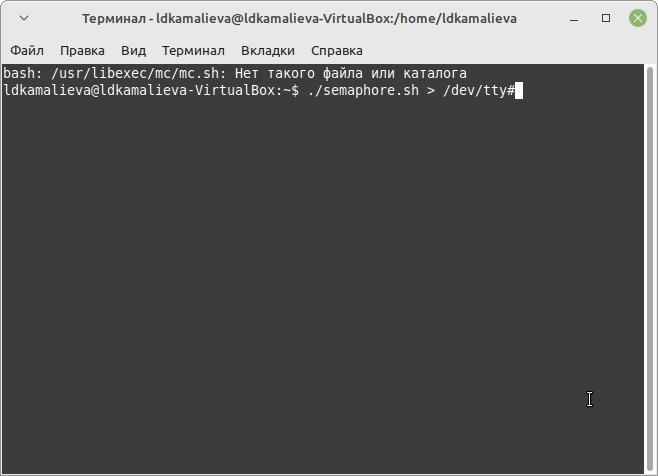 Терминал - ldkamalieva@ldkamalieva-VirtualBox:/home/ldkamalieva
Файл Правка Вид Терминал Вкладки Справка
bash: /usr/libexec/mc/mc.sh: Нет такого файла или каталога
ldkamalieva@ldkamalieva-VirtualBox:~$ ./semaphore.sh > /dev/tty#